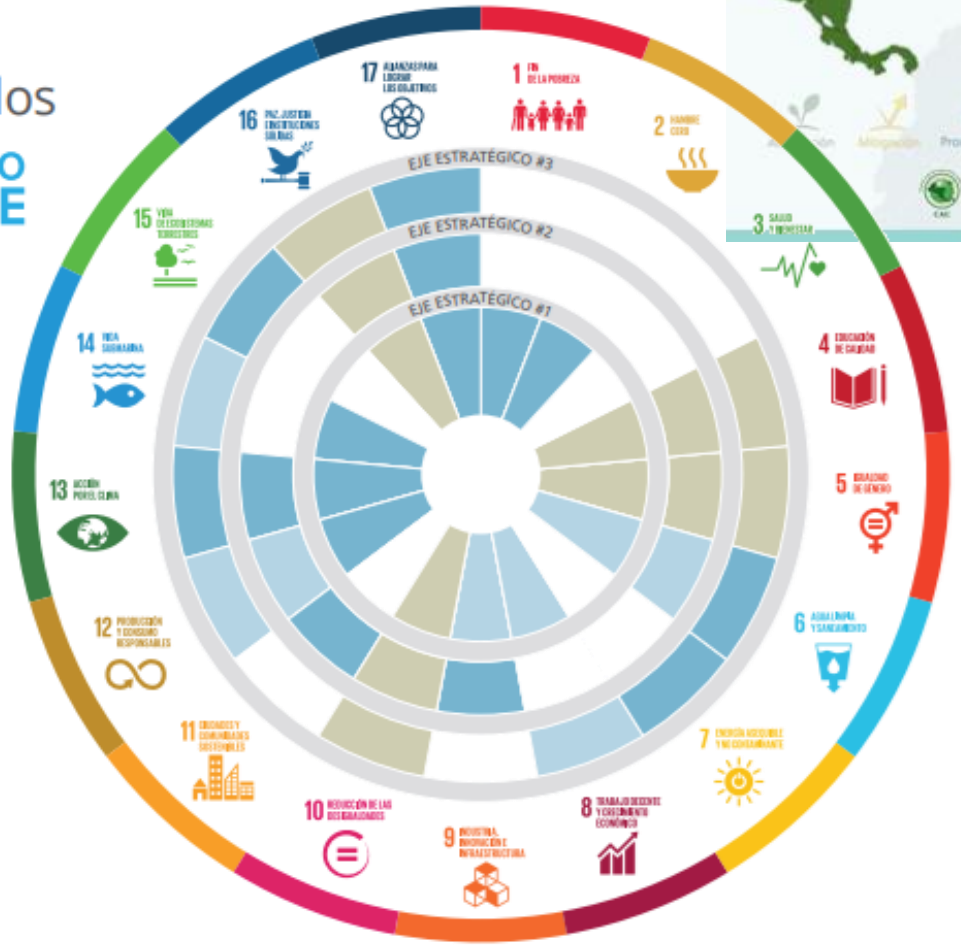 los
O
E
1 FIN
DE LA POBREZA
2 HAMBRE
CERO
3 SALUD
Y BIENESTAR
4 EDUCACIÓN
DE CALIDAD
5 IGUALDAD
DE GÉNERO
6 AGUA LIMPIA
Y SANEAMIENTO
7 ENERGÍA ASEQUIBLE
Y NO CONTAMINANTE
8 TRABAJO DECENTE
Y CRECIMIENTO
ECONÓMICO
9 INDUSTRIA,
INNOVACIÓN E
INFRAESTRUCTURA
10 REDUCCIÓN DE LAS
DESIGUALDADES
11 CIUDADES Y
COMUNIDADES
SOSTENIBLES
12 PRODUCCIÓN
Y CONSUMO
RESPONSABLES
13 ACCIÓN
POR EL CLIMA
14 VIDA
SUBMARINA
15 VIDA
DE ECOSISTEMAS
TERRESTRES
16 PAZ, JUSTICIA
E INSTITUCIONES
SÓLIDAS
17 ALIANZAS PARA
LOGRAR
LOS OBJETIVOS
EJE ESTRATÉGICO #3
EJE ESTRATÉGICO #2
EJE ESTRATÉGICO #1
Mitigación
CAC